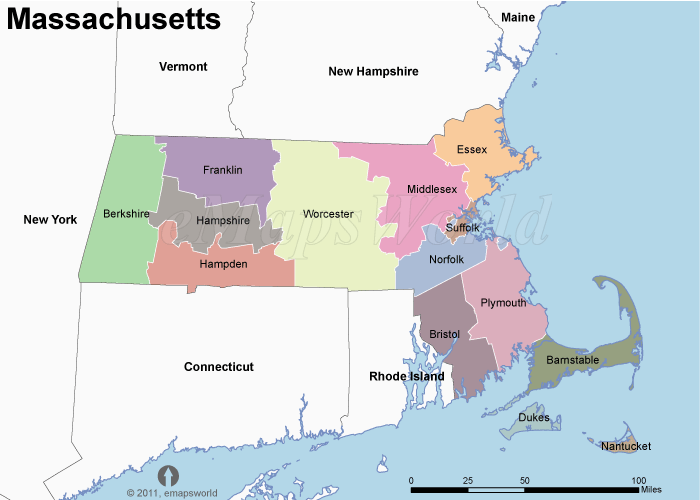 Massachusetts
Maine
Vermont
New Hampshire
Essex
Franklin
Middlesex
Berkshire
Hampshire
Worcester
New York
eMapsWorld
Suffolk
Hampden
Norfolk
Plymouth
Bristol
Barnstable
Connecticut
Rhode Island
Dukes
Nantucket
© 2011, emapsworld
0 25 50 100
Miles